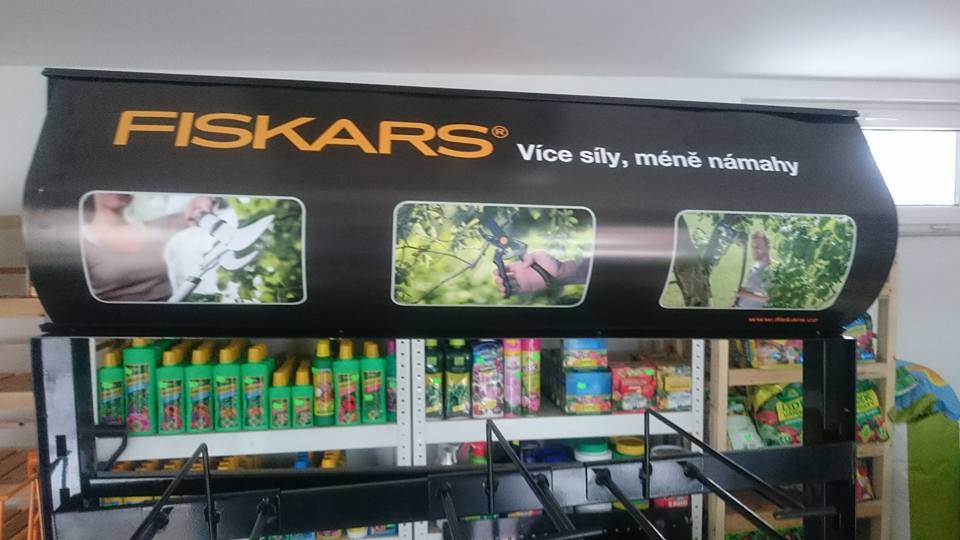 FISKARS®
Více síly, méně námahy
www.fiskars.cz